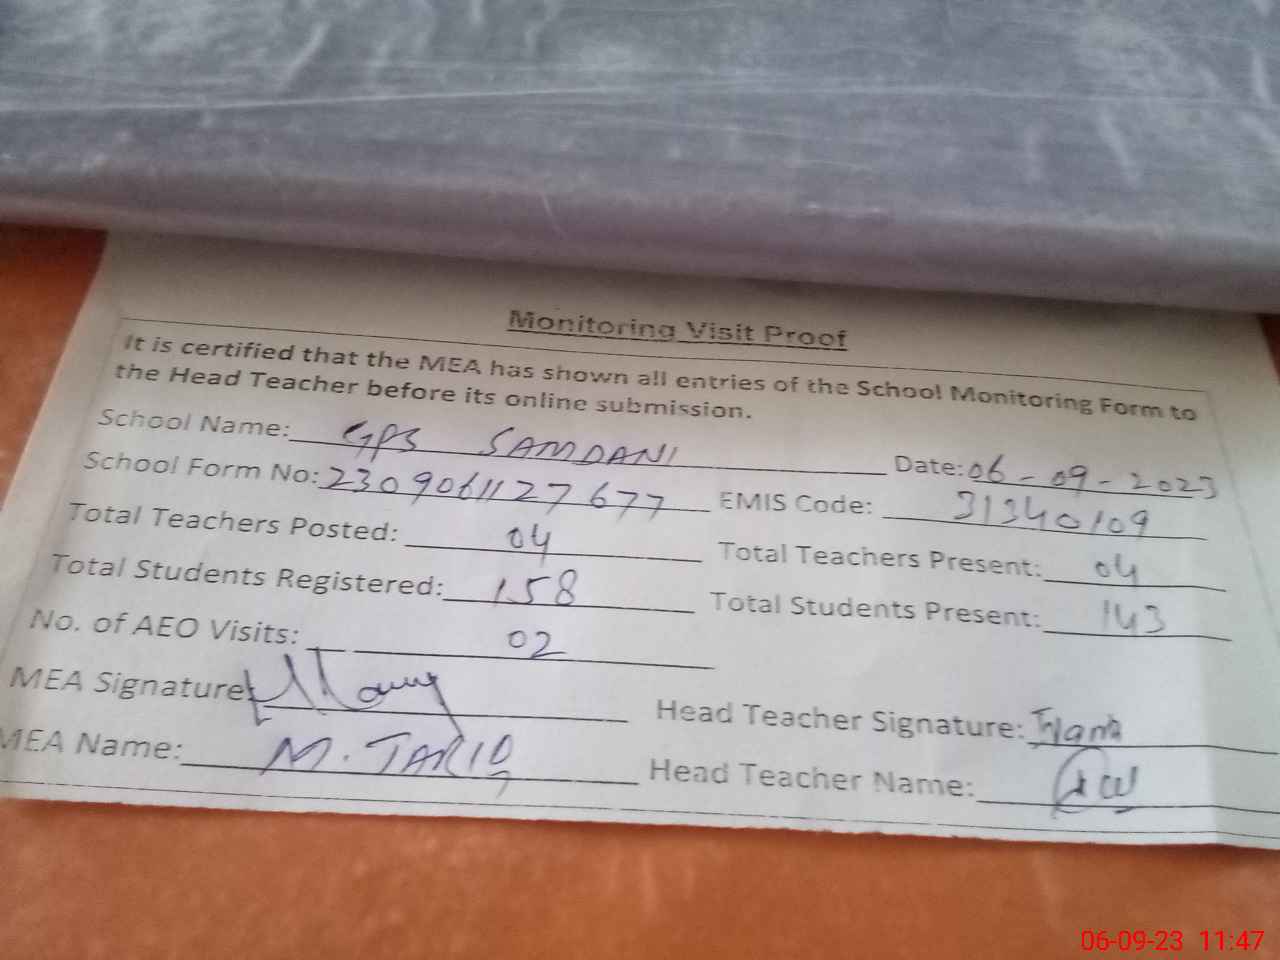 Monitoring Visit Proof
It is certified that the MEA has shown all entries of the School Monitoring Form to
the Head Teacher before its online submission.
School Name: GPS SAMDANI Date: 06-09-2023
School Form No: 2309061127677 EMIS Code: 31340109
Total Teachers Posted: 04 Total Teachers Present: 04
Total Students Registered: 158 Total Students Present: 143
No. of AEO Visits: 02
MEA Signature Head Teacher Signature:
MEA Name: M. TARIQ Head Teacher Name:
06-09-23 11:47